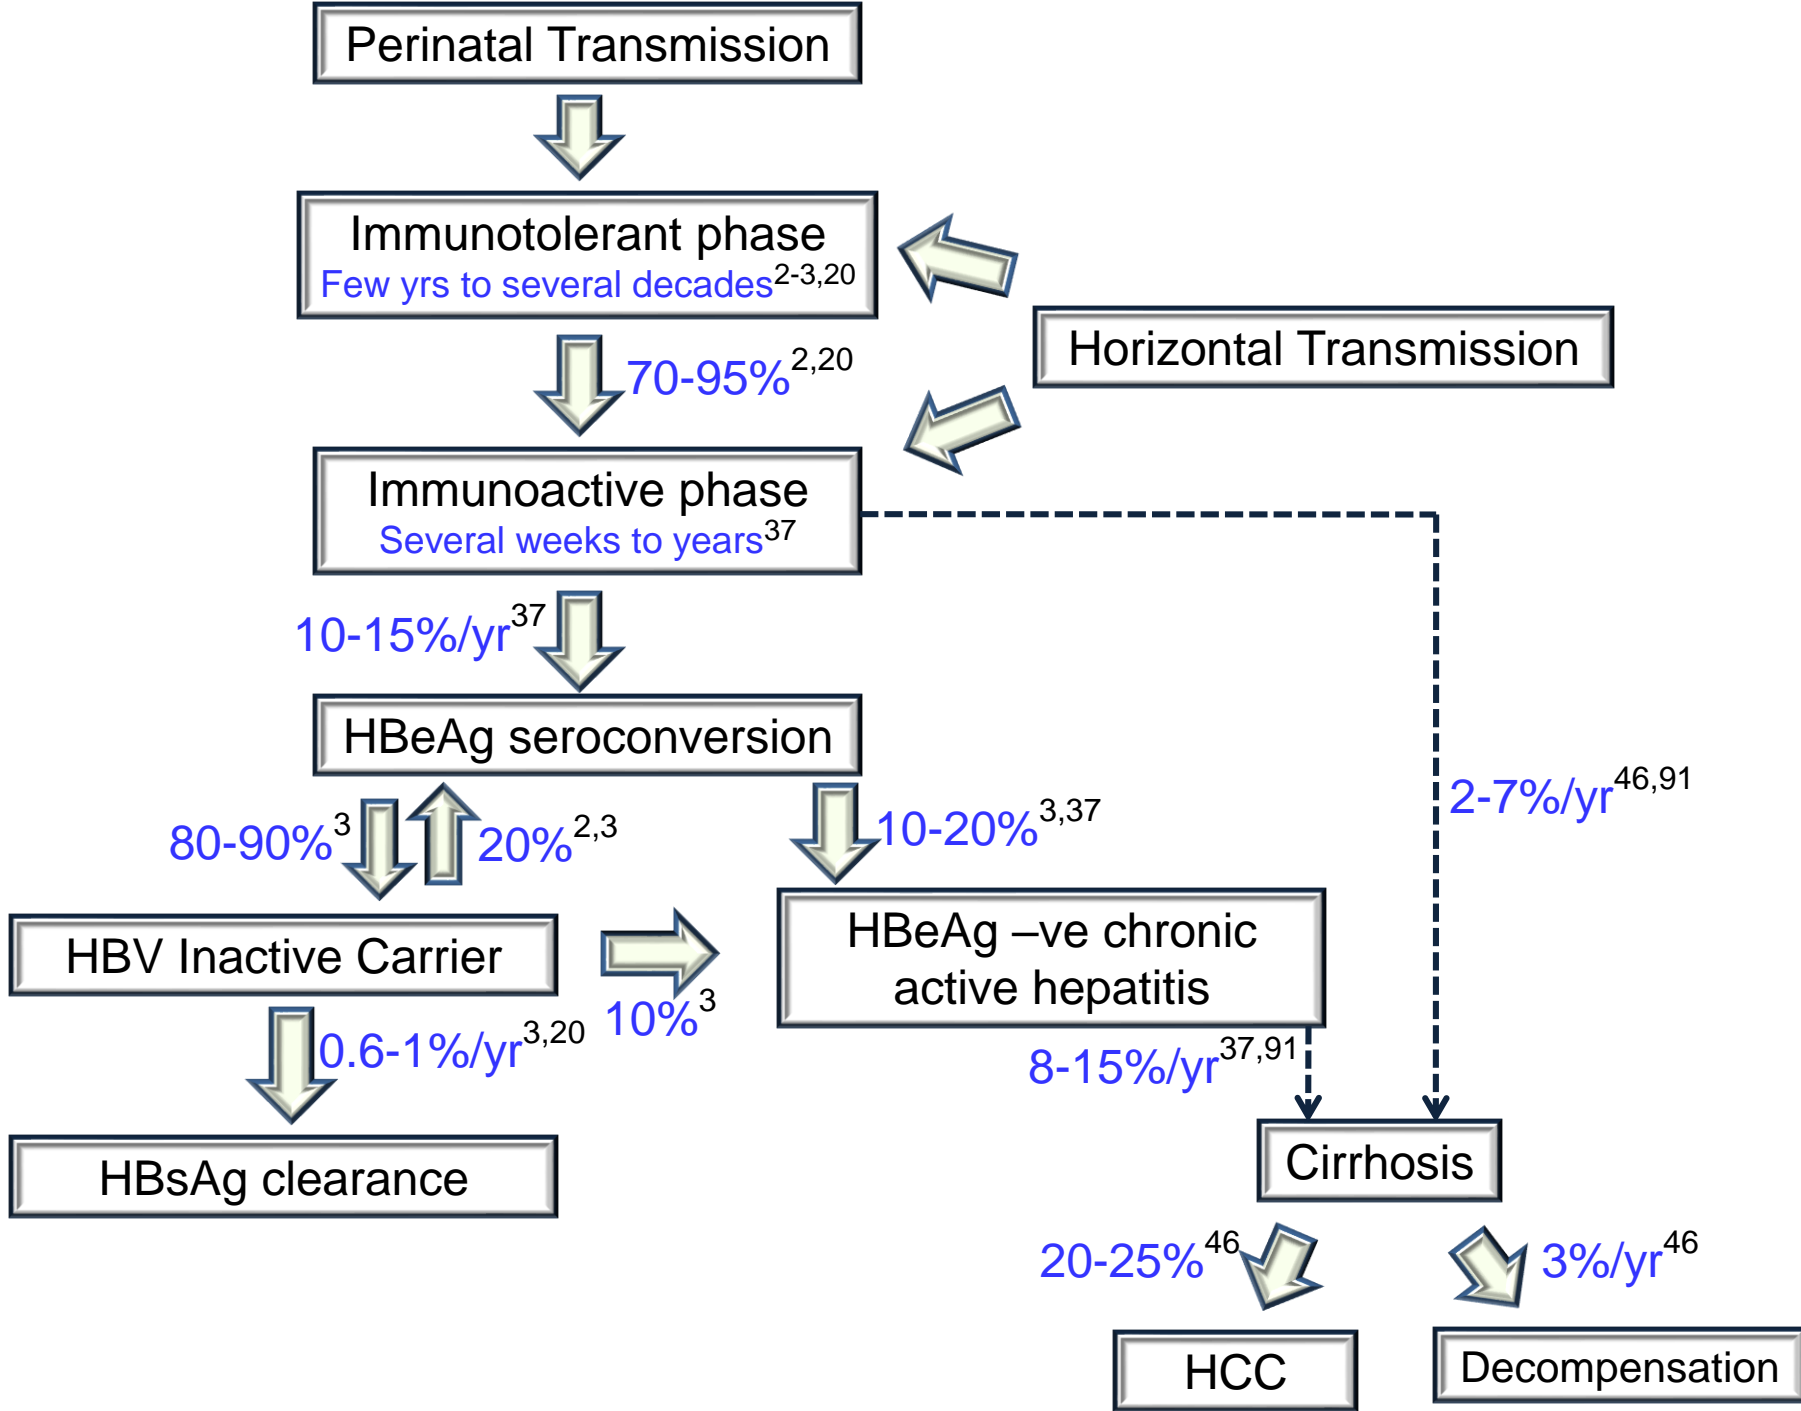 Perinatal Transmission
Immunotolerant phase
Few yrs to several decades2-3,20
Horizontal Transmission
70-95%2,20
Immunoactive phase
Several weeks to years37
10-15%/yr37
HBeAg seroconversion
2-7%/yr46,91
80-90%3
20%2,3
10-20%3,37
HBV Inactive Carrier
HBeAg –ve chronic
active hepatitis
10%3
0.6-1%/yr3,20
8-15%/yr37,91
HBsAg clearance
Cirrhosis
20-25%46
3%/yr46
HCC
Decompensation